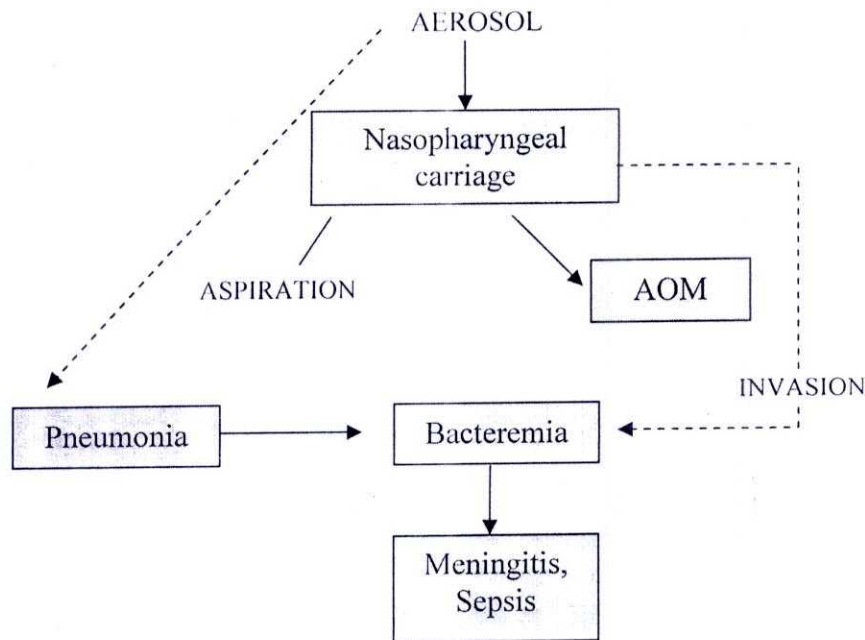 AEROSOL
Nasopharyngeal
carriage
ASPIRATION
AOM
INVASION
Pneumonia
Bacteremia
Meningitis,
Sepsis